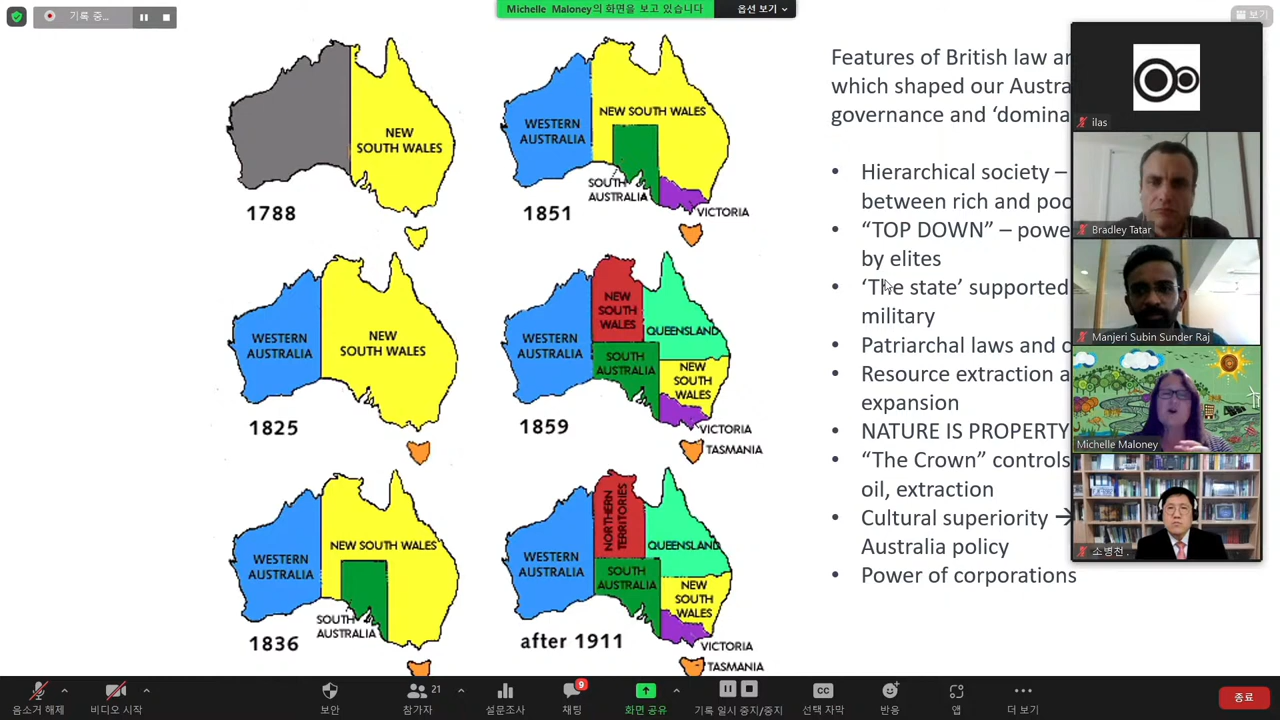 기록 중...
Michelle Maloney의 화면을 보고 있습니다
옵션 보기
보기
NEW
SOUTH WALES
1788
WESTERN
AUSTRALIA
NEW SOUTH WALES
SOUTH
AUSTRALIA
VICTORIA
1851
WESTERN
AUSTRALIA
NEW
SOUTH WALES
1825
WESTERN
AUSTRALIA
NEW
SOUTH
WALES
QUEENSLAND
SOUTH
AUSTRALIA
NEW
SOUTH
WALES
VICTORIA
TASMANIA
1859
WESTERN
AUSTRALIA
NEW SOUTH WALES
SOUTH
AUSTRALIA
1836
WESTERN
AUSTRALIA
NORTHERN
TERRITORIES
QUEENSLAND
SOUTH
AUSTRALIA
NEW
SOUTH
WALES
VICTORIA
TASMANIA
after 1911
Features of British law
which shaped our
governance and
• Hierarchical society –
between rich and
• “TOP DOWN” –
by elites
• ‘The state’ supported
military
• Patriarchal laws and
• Resource extraction
expansion
• NATURE IS PROPERTY
• “The Crown” controls
oil, extraction
• Cultural superiority →
Australia policy
• Power of corporations
ilas
Bradley Tatar
Manjeri Subin Sunder Raj
Michelle Maloney
소병천 .
음소거 해제
비디오 시작
보안
참가자
21
설문조사
채팅
9
화면 공유
기록 일시 중지/중지
CC
선택 자막
반응
앱
더 보기
종료